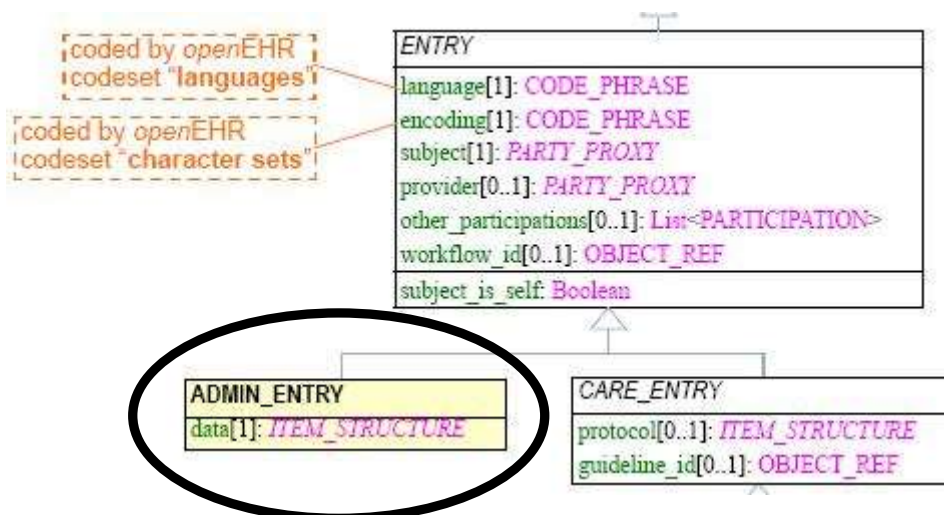 coded by openEHR
codeset “languages”
coded by openEHR
codeset “character sets”
ENTRY
language[1]: CODE_PHRASE
encoding[1]: CODE_PHRASE
subject[1]: PARTY_PROXY
provider[0..1]: PARTY_PROXY
other_participations[0..1]: List<PARTICIPATION>
workflow_id[0..1]: OBJECT_REF
subject_is_self: Boolean
ADMIN_ENTRY
data[1]: ITEM_STRUCTURE
CARE_ENTRY
protocol[0..1]: ITEM_STRUCTURE
guideline_id[0..1]: OBJECT_REF